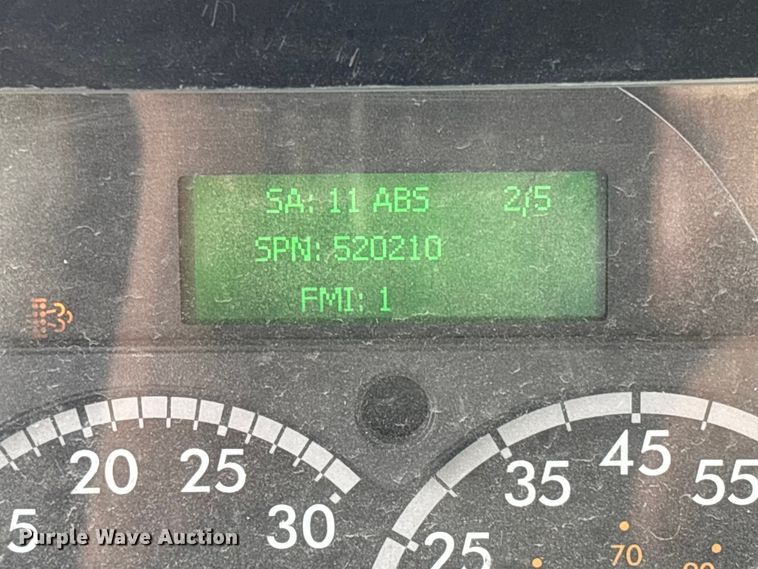 SA: 11 ABS 2/5
SPN: 520210
FMI: 1
20 25 30
35 45 55
5
25
70
Purple Wave Auction